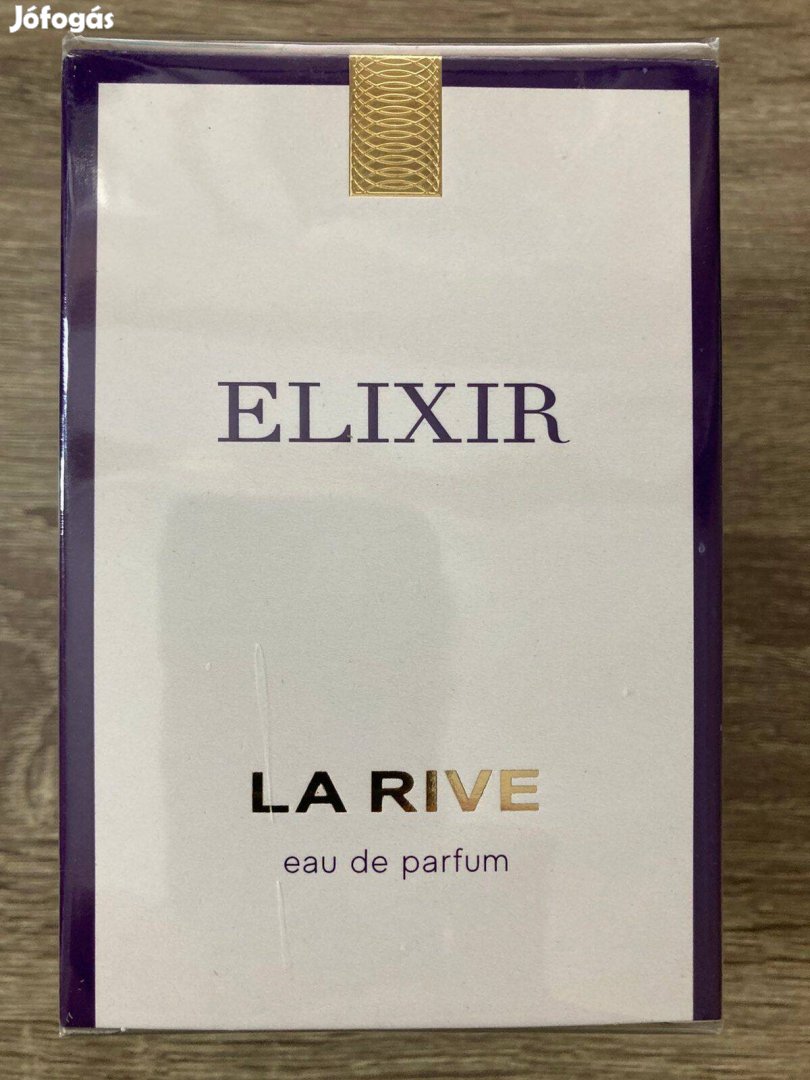 Jófogás
ELIXIR
LA RIVE
eau de parfum